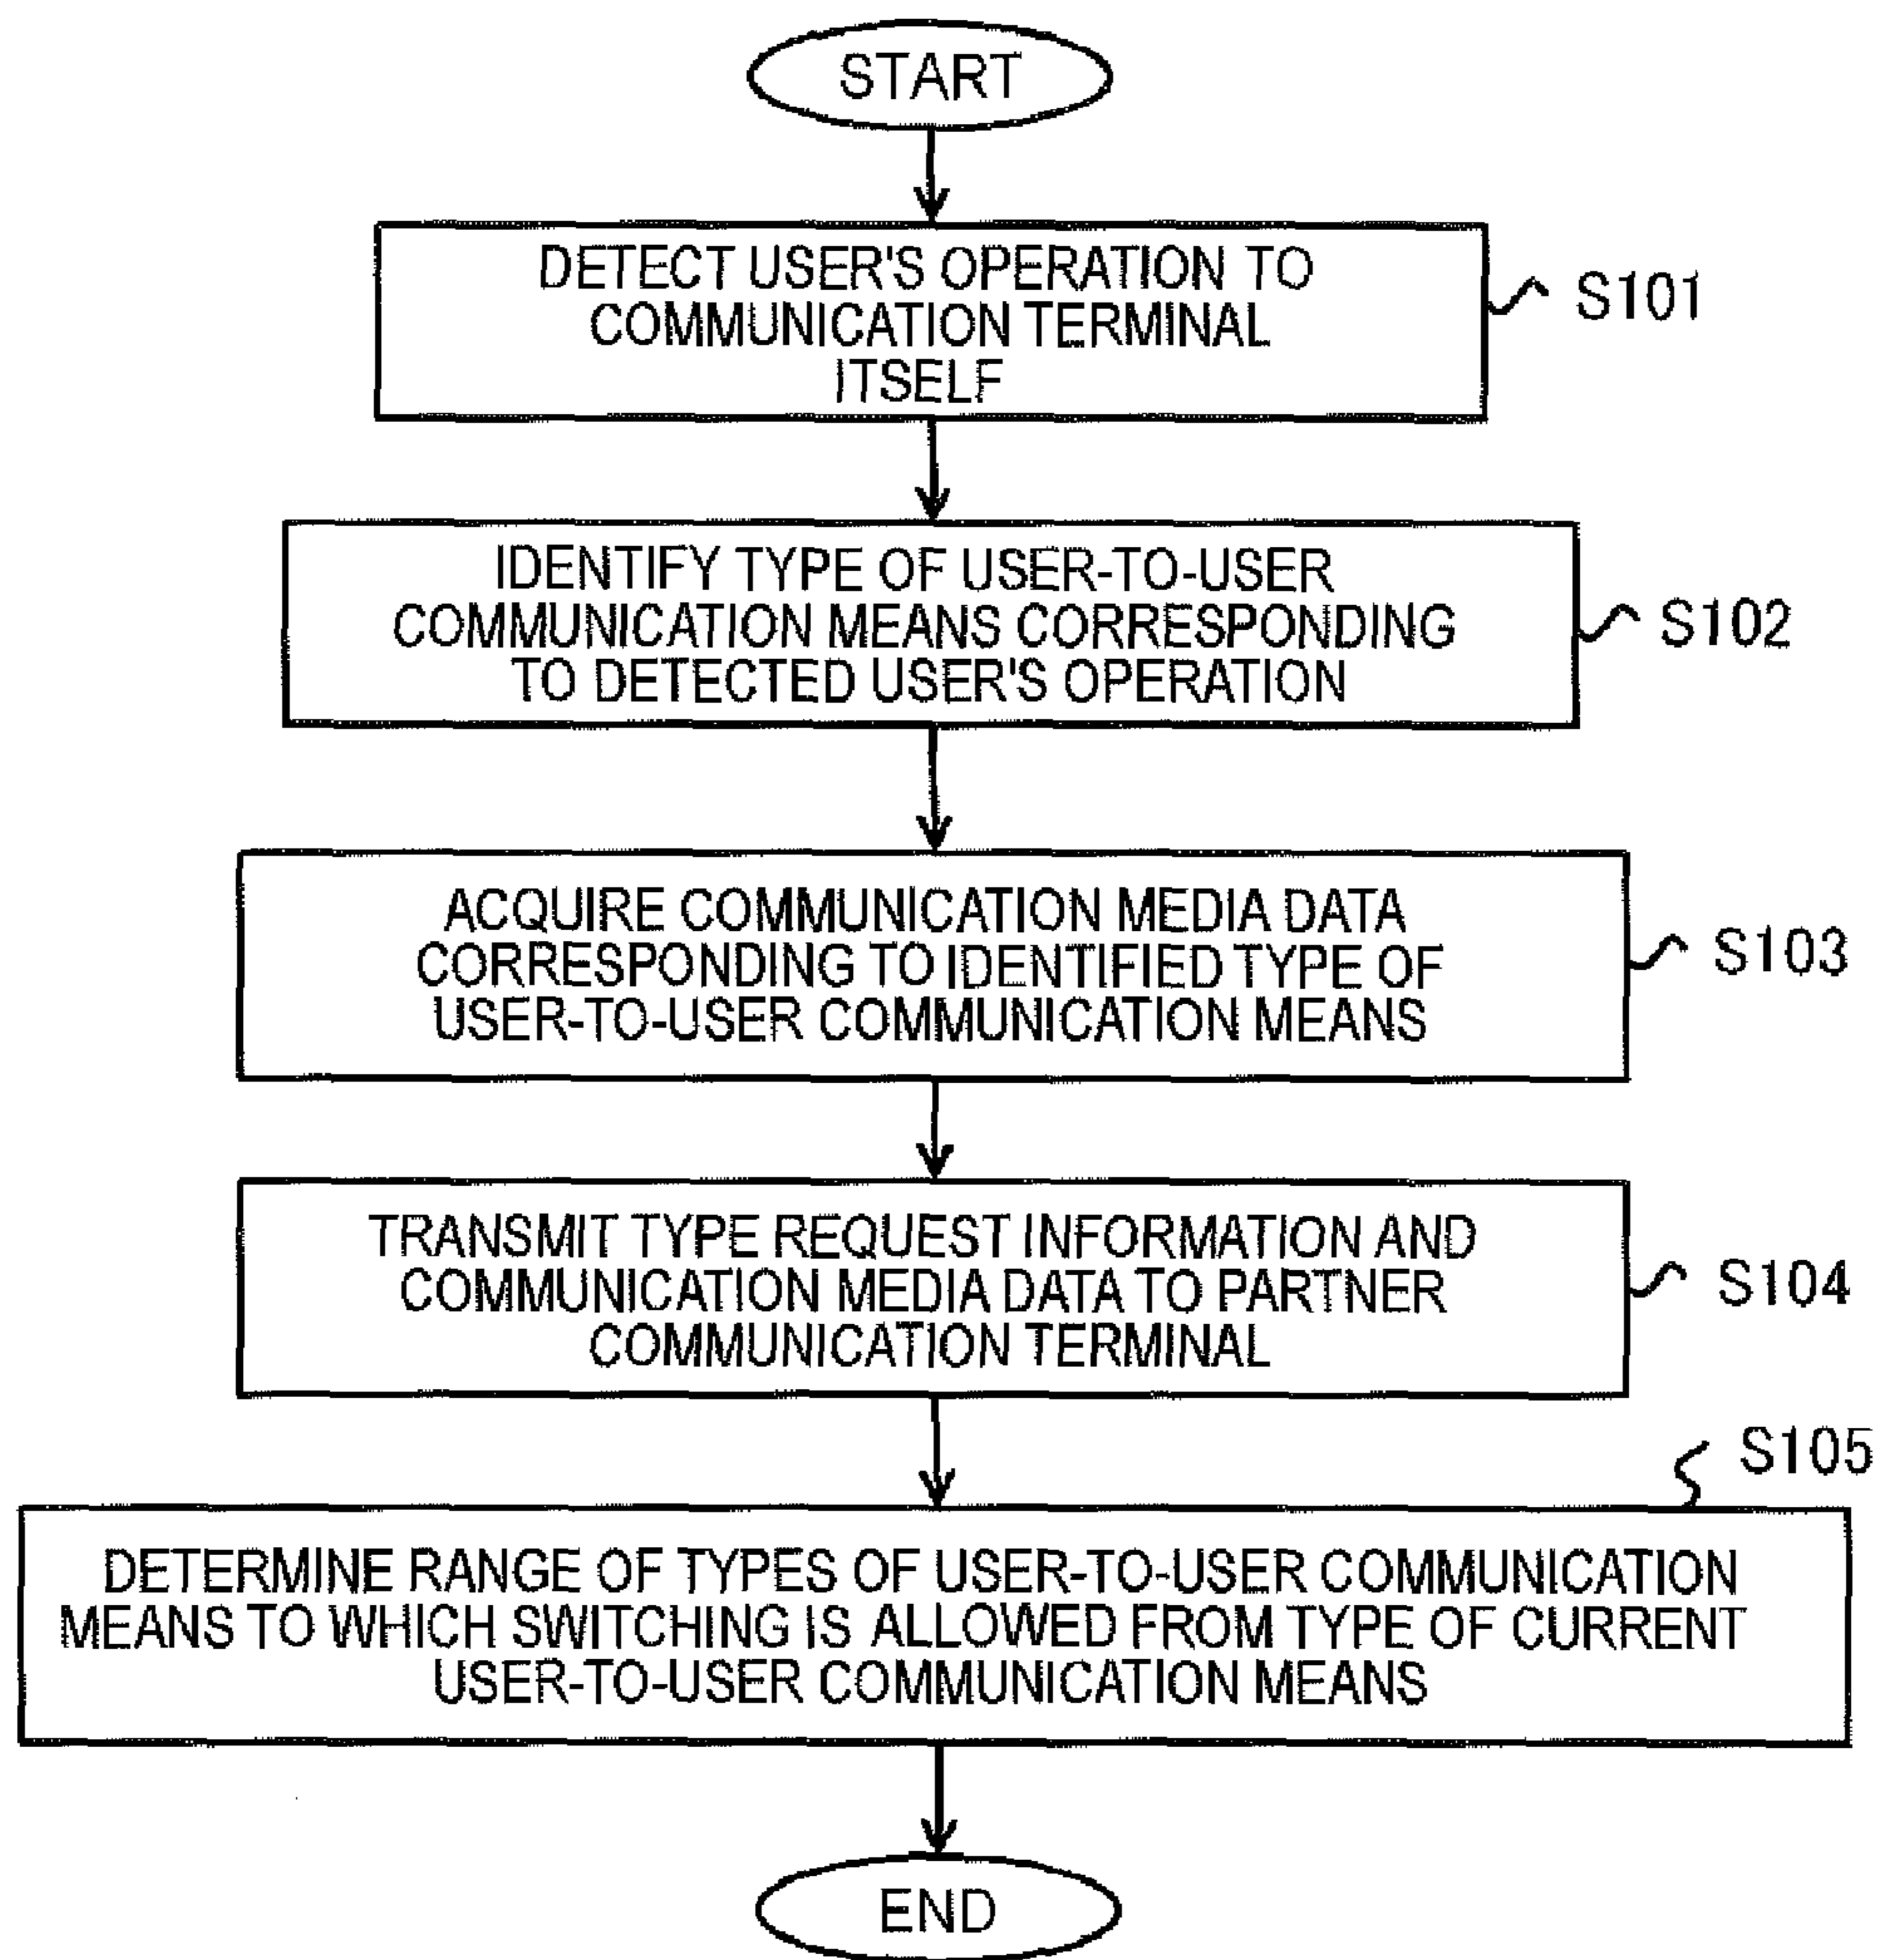 START
DETECT USER'S OPERATION TO
COMMUNICATION TERMINAL
ITSELF
S101
IDENTIFY TYPE OF USER-TO-USER
COMMUNICATION MEANS CORRESPONDING
TO DETECTED USER'S OPERATION
S102
ACQUIRE COMMUNICATION MEDIA DATA
CORRESPONDING TO IDENTIFIED TYPE OF
USER-TO-USER COMMUNICATION MEANS
S103
TRANSMIT TYPE REQUEST INFORMATION AND
COMMUNICATION MEDIA DATA TO PARTNER
COMMUNICATION TERMINAL
S104
S105
DETERMINE RANGE OF TYPES OF USER-TO-USER COMMUNICATION
MEANS TO WHICH SWITCHING IS ALLOWED FROM TYPE OF CURRENT
USER-TO-USER COMMUNICATION MEANS
END